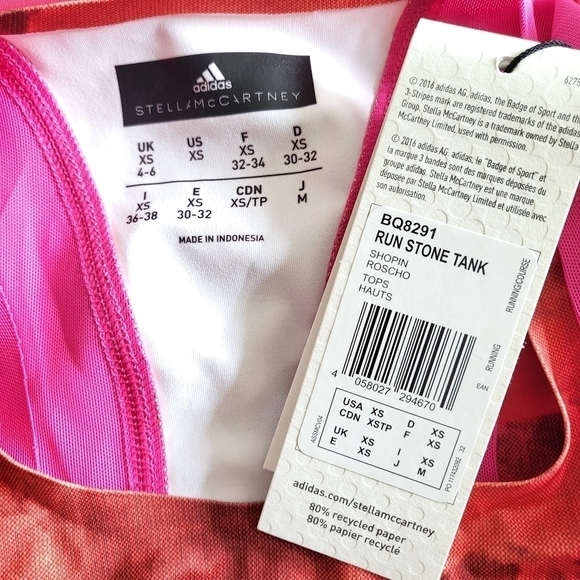 adidas
STELLAMCCARTNEY
UK US F D
XS XS XS XS
4-6 32-34 30-32
I E CDN J
XS XS XS/TP M
36-38 30-32
MADE IN INDONESIA
6275
© 2016 adidas AG. adidas, the Badge of Sport and the
3-Stripes mark are registered trademarks of the adidas
Group. Stella McCartney is a trademark owned by Stella
McCartney Limited, used with permission.
© 2016 adidas AG. adidas, le "Badge of Sport" et
la marque 3 bandes sont des marques déposées du
groupe adidas. Stella McCartney est une marque
déposée par Stella McCartney Limited et utilisée avec
son autorisation.
BQ8291
RUN STONE TANK
SHOPIN
ROSCHO
TOPS
HAUTS
RUNNING/COURSE
RUNNING
EAN
4 058027 294670
USA XS D XS
CDN XSTP F XS
UK XS I XS
E XS J M
PO 117432082 32
adidas.com/stellamccartney
80% recycled paper
80% papier recyclé